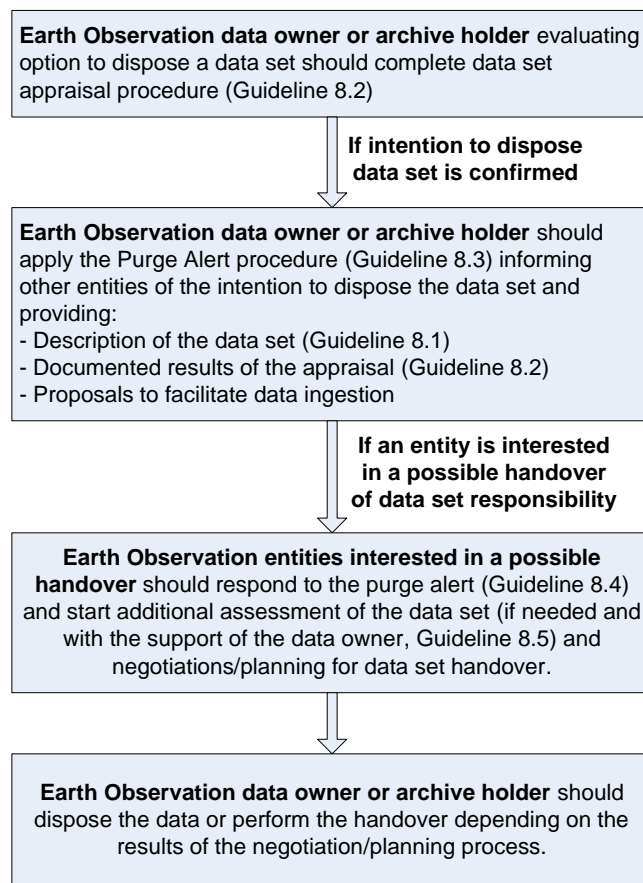 Earth Observation data owner or archive holder evaluating
option to dispose a data set should complete data set
appraisal procedure (Guideline 8.2)
If intention to dispose
data set is confirmed
Earth Observation data owner or archive holder should
apply the Purge Alert procedure (Guideline 8.3) informing
other entities of the intention to dispose the data set and
providing:
- Description of the data set (Guideline 8.1)
- Documented results of the appraisal (Guideline 8.2)
- Proposals to facilitate data ingestion
If an entity is interested
in a possible handover
of data set responsibility
Earth Observation entities interested in a possible
handover should respond to the purge alert (Guideline 8.4)
and start additional assessment of the data set (if needed and
with the support of the data owner, Guideline 8.5) and
negotiations/planning for data set handover.
Earth Observation data owner or archive holder should
dispose the data or perform the handover depending on the
results of the negotiation/planning process.